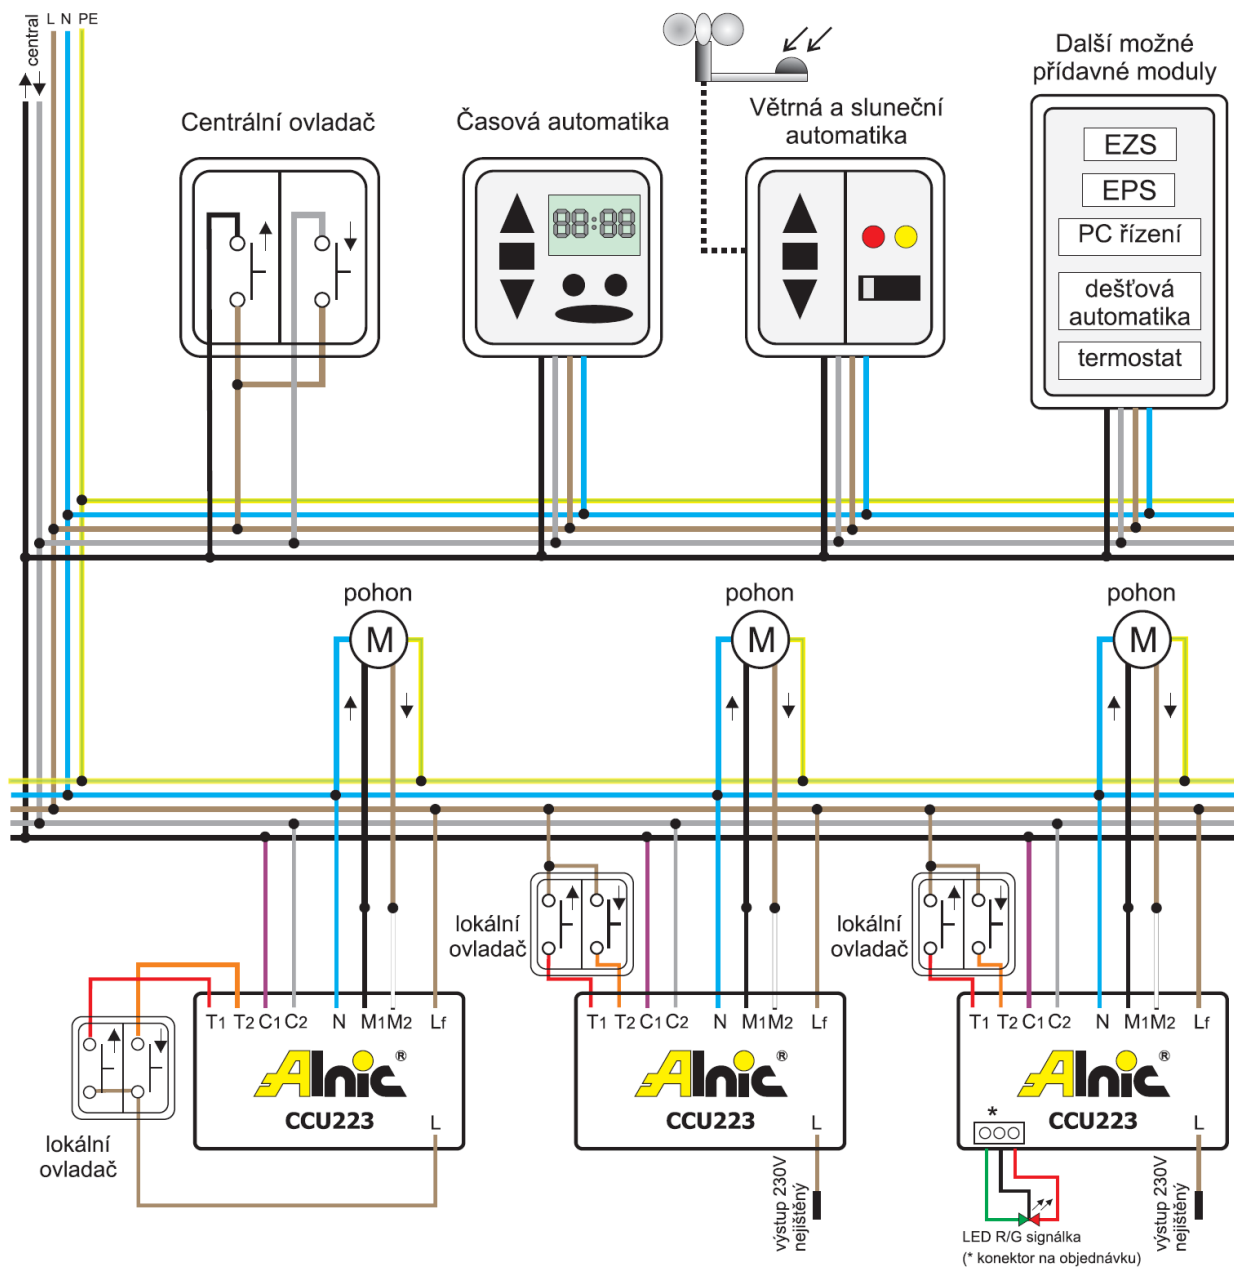 central
L N PE
Centrální ovladač
Časová automatika
88:88
Větrná a sluneční
automatika
Další možné
přídavné moduly
EZS
EPS
PC řízení
dešťová
automatika
termostat
pohon
pohon
pohon
M
M
M
lokální
ovladač
lokální
ovladač
T1 T2 C1 C2 N M1 M2 Lf
T1 T2 C1 C2 N M1 M2 Lf
T1 T2 C1 C2 N M1 M2 Lf
Alnic®
Alnic®
Alnic®
CCU223
CCU223
CCU223
L
L
*
L
lokální
ovladač
výstup 230V
nejištěný
výstup 230V
nejištěný
LED R/G signálka
(* konektor na objednávku)